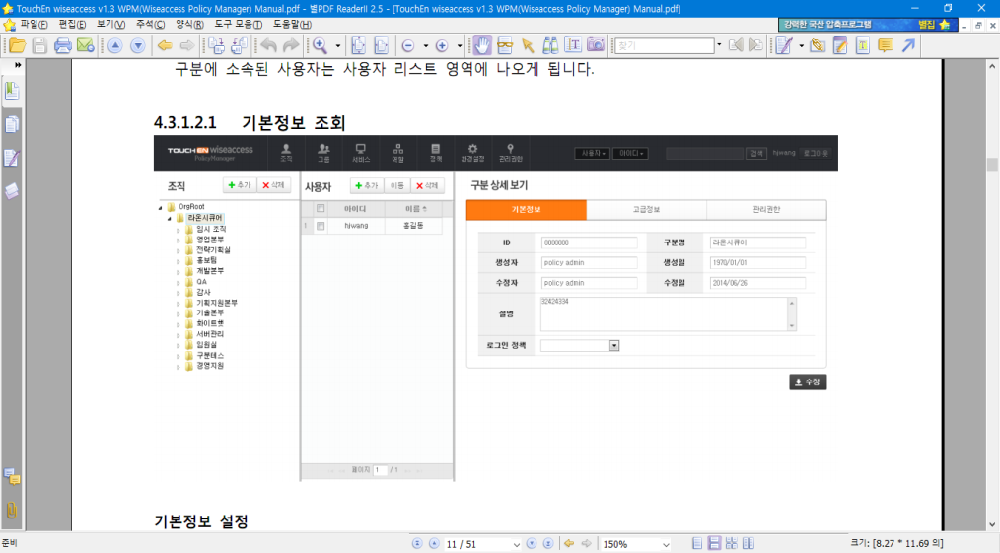 TouchEn wiseaccess v1.3 WPM(Wiseaccess Policy Manager) Manual.pdf - 별PDF ReaderII 2.5 - [TouchEn wiseaccess v1.3 WPM(Wiseaccess Policy Manager) Manual.pdf]
파일(F) 편집(E) 보기(V) 주석(C) 양식(R) 도구 모음(T) 도움말(H)
강력한 국산 압축프로그램 별집
찾기
구분에 소속된 사용자는 사용자 리스트 영역에 나오게 됩니다.
4.3.1.2.1 기본정보 조회
TOUCHEN wiseaccess
PolicyManager
조직 그룹 서비스 역할 정책 환경설정 관리권한
사용자 아이디 검색 hjwang 로그아웃
조직 추가 삭제
사용자 추가 이동 삭제
구분 상세 보기
OrgRoot
라온시큐어
임시 조직
영업본부
전략기획실
홍보팀
개발본부
QA
감사
기획지원본부
기술본부
화이트햇
서버관리
임원실
구분테스
경영지원
아이디 이름
1 hjwang 홍길동
기본정보 고급정보 관리권한
ID 0000000 구분명 라온시큐어
생성자 policy admin 생성일 1970/01/01
수정자 policy admin 수정일 2014/06/26
설명 32424334
로그인 정책
수정
페이지 1 / 1
기본정보 설정
준비
11 / 51
150%
크기: [8.27 * 11.69 인]